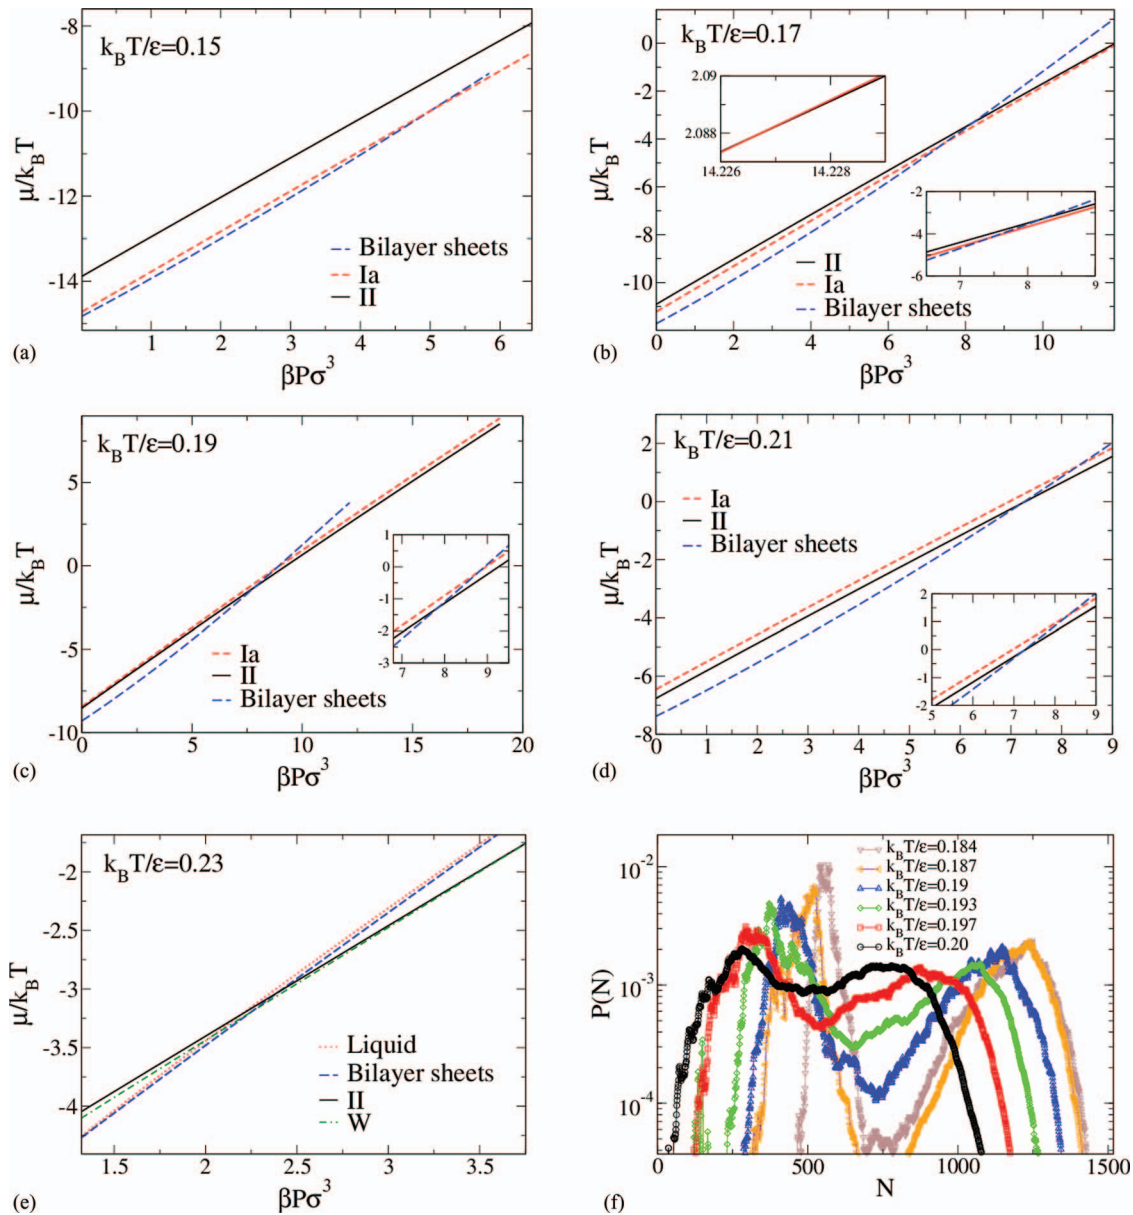 k_BT/ε=0.15
-8
-10
-12
-14
μ/k_BT
Bilayer sheets
Ia
II
1
2
3
4
5
6
βPσ³
(a)
k_BT/ε=0.17
0
-2
-4
-6
-8
-10
μ/k_BT
2.09
2.088
14.226
14.228
-2
-4
-6
7
8
9
II
Ia
Bilayer sheets
0
2
4
6
8
10
βPσ³
(b)
k_BT/ε=0.19
5
0
-5
-10
μ/k_BT
1
0
-1
-2
-3
7
8
9
Ia
II
Bilayer sheets
0
5
10
15
20
βPσ³
(c)
k_BT/ε=0.21
2
0
-2
-4
-6
-8
μ/k_BT
Ia
II
Bilayer sheets
2
1
0
-1
-2
5
6
7
8
9
0
1
2
3
4
5
6
7
8
9
βPσ³
(d)
k_BT/ε=0.23
-2
-2.5
-3
-3.5
-4
μ/k_BT
Liquid
Bilayer sheets
II
W
1.5
2
2.5
3
3.5
βPσ³
(e)
k_BT/ε=0.184
k_BT/ε=0.187
k_BT/ε=0.19
k_BT/ε=0.193
k_BT/ε=0.197
k_BT/ε=0.20
10⁻²
10⁻³
10⁻⁴
P(N)
0
500
1000
1500
N
(f)